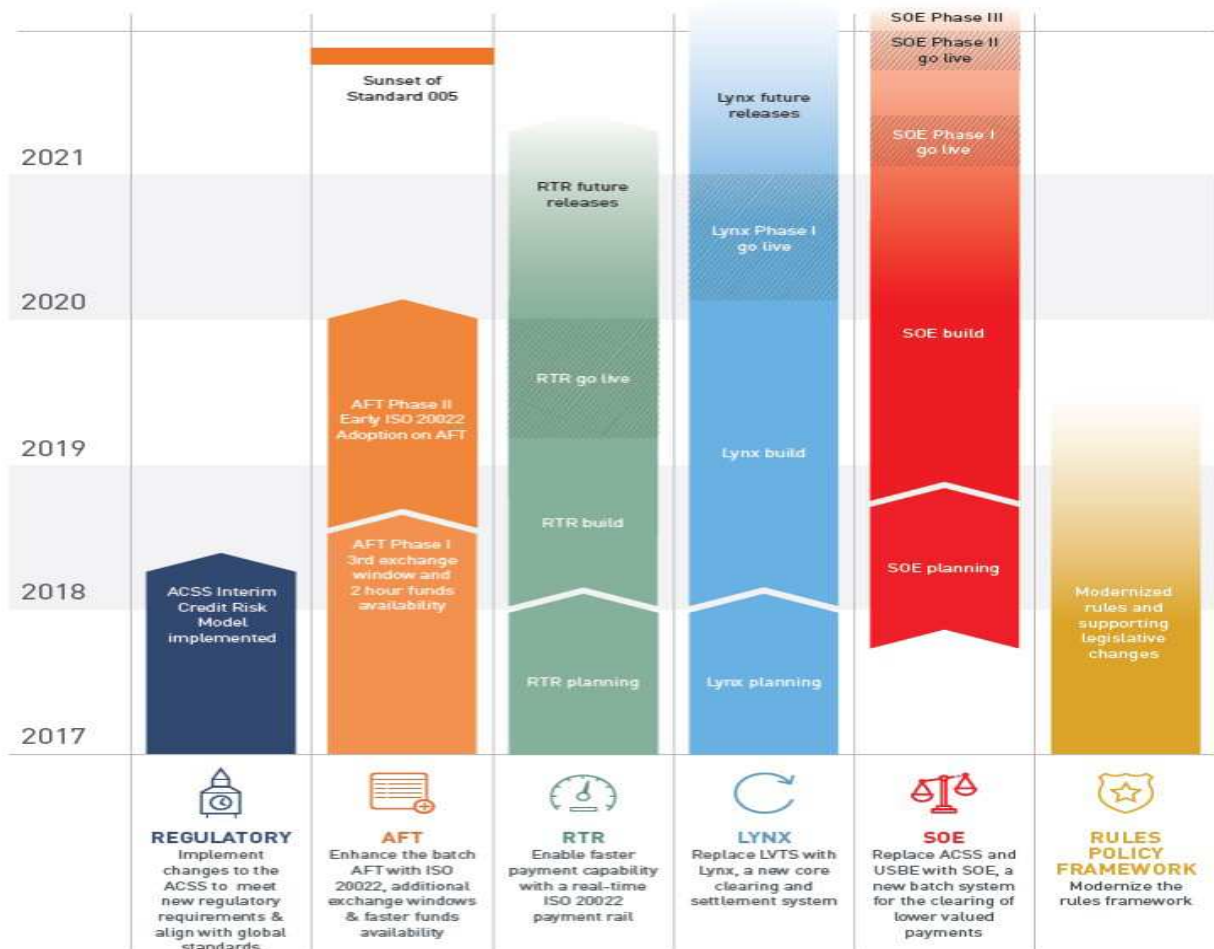 SOE Phase III
SOE Phase II
go live
Sunset of
Standard 005
Lynx future
releases
SOE Phase I
go live
2021
RTR future
releases
Lynx Phase I
go live
2020
SOE build
RTR go live
AFT Phase II
Early ISO 20022
Adoption on AFT
2019
Lynx build
RTR build
AFT Phase I
3rd exchange
window and
2 hour funds
availability
SOE planning
2018
ACSS Interim
Credit Risk
Model
implemented
Modernized
rules and
supporting
legislative
changes
RTR planning
Lynx planning
2017
REGULATORY
Implement
changes to the
ACSS to meet
new regulatory
requirements &
align with global
standards
AFT
Enhance the batch
AFT with ISO
20022, additional
exchange windows
& faster funds
availability
RTR
Enable faster
payment capability
with a real-time
ISO 20022
payment rail
LYNX
Replace LVTS with
Lynx, a new core
clearing and
settlement system
SOE
Replace ACSS and
USBE with SOE, a
new batch system
for the clearing of
lower valued
payments
RULES
POLICY
FRAMEWORK
Modernize the
rules framework